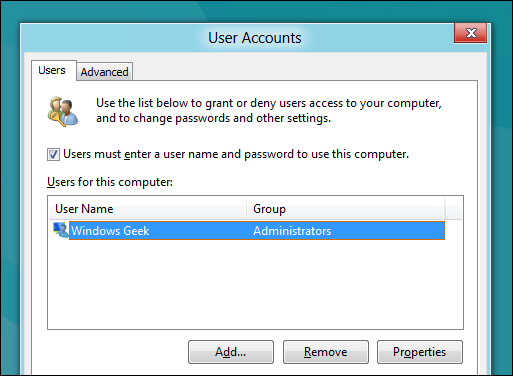 User Accounts
x
Users Advanced
Use the list below to grant or deny users access to your computer,
and to change passwords and other settings.
Users must enter a user name and password to use this computer.
Users for this computer:
User Name Group
Windows Geek Administrators
Add... Remove Properties